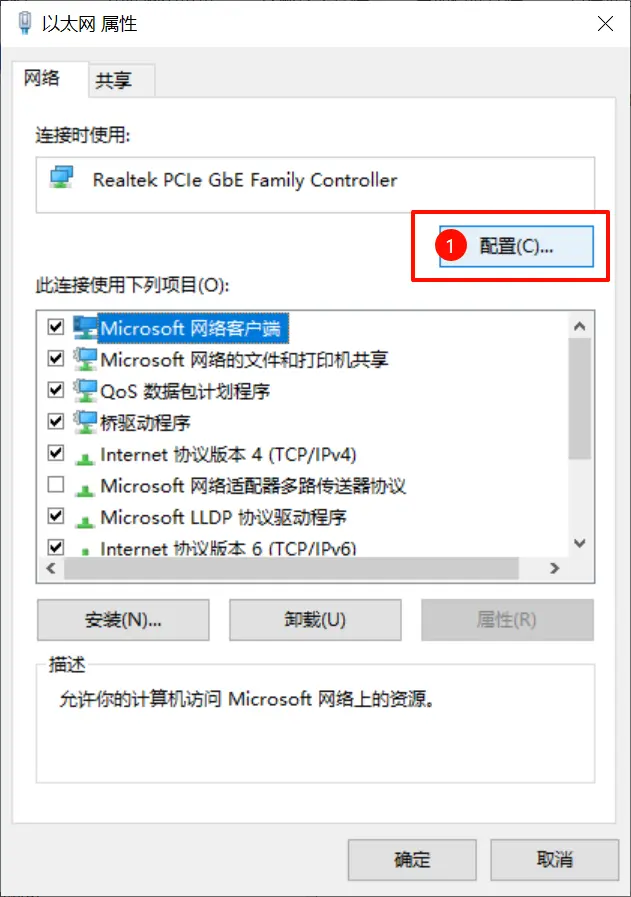 以太网 属性
网络
共享
连接时使用:
Realtek PCIe GbE Family Controller
1
配置(C)...
此连接使用下列项目(O):
Microsoft 网络客户端
Microsoft 网络的文件和打印机共享
QoS 数据包计划程序
桥驱动程序
Internet 协议版本 4 (TCP/IPv4)
Microsoft 网络适配器多路传送器协议
Microsoft LLDP 协议驱动程序
Internet 协议版本 6 (TCP/IPv6)
安装(N)...
卸载(U)
属性(R)
描述
允许你的计算机访问 Microsoft 网络上的资源。
确定
取消